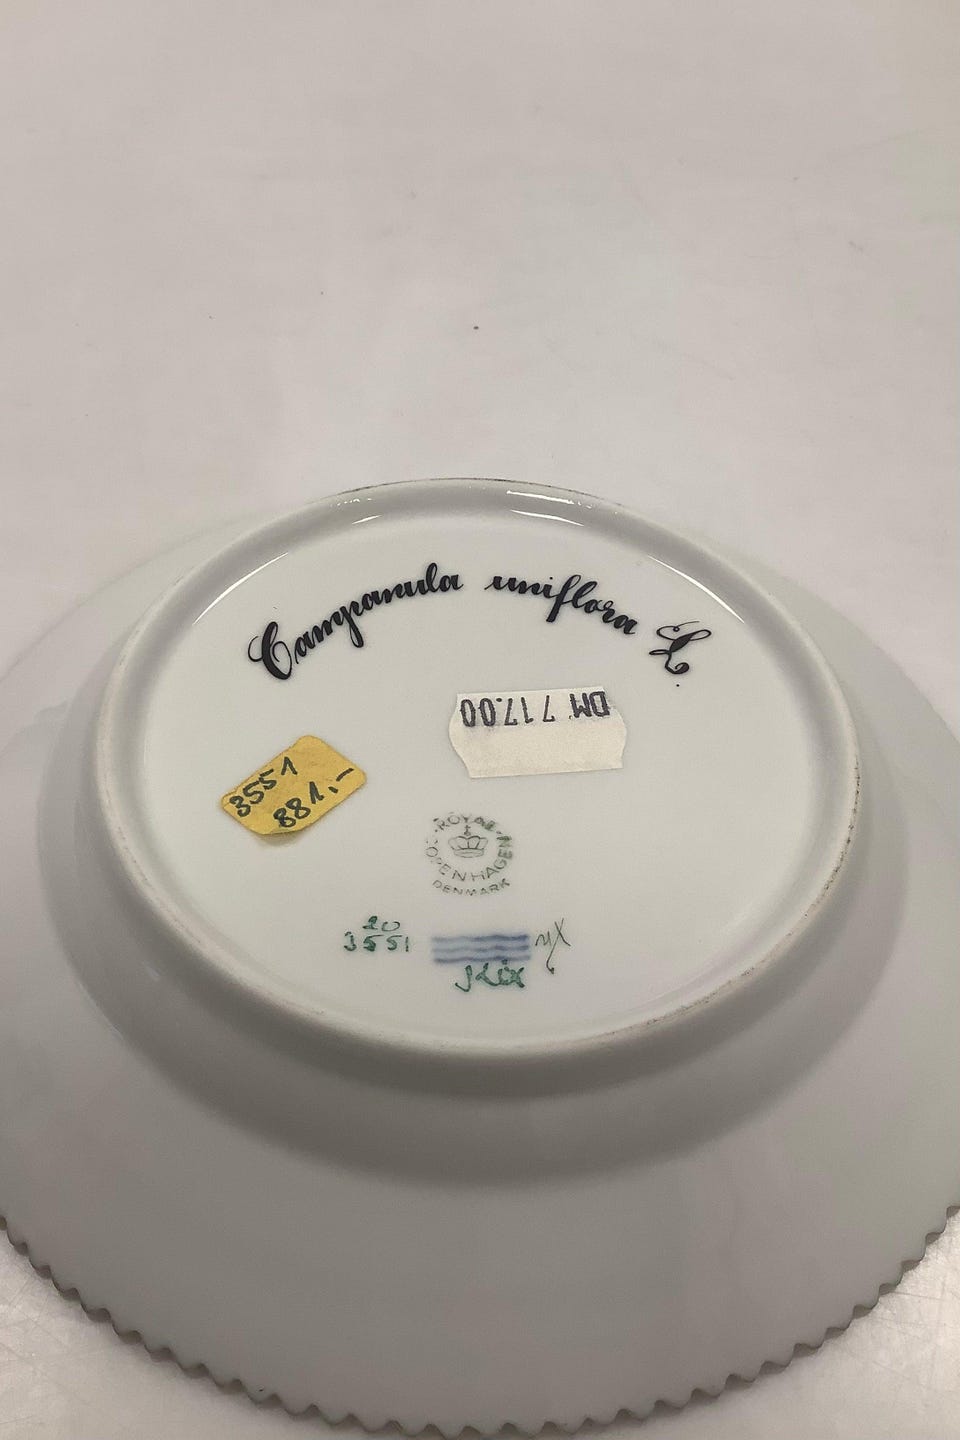 Campanula uniflora L.
DM 717.00
3551
881,-
ROYAL
COPENHAGEN
DENMARK
20
3551